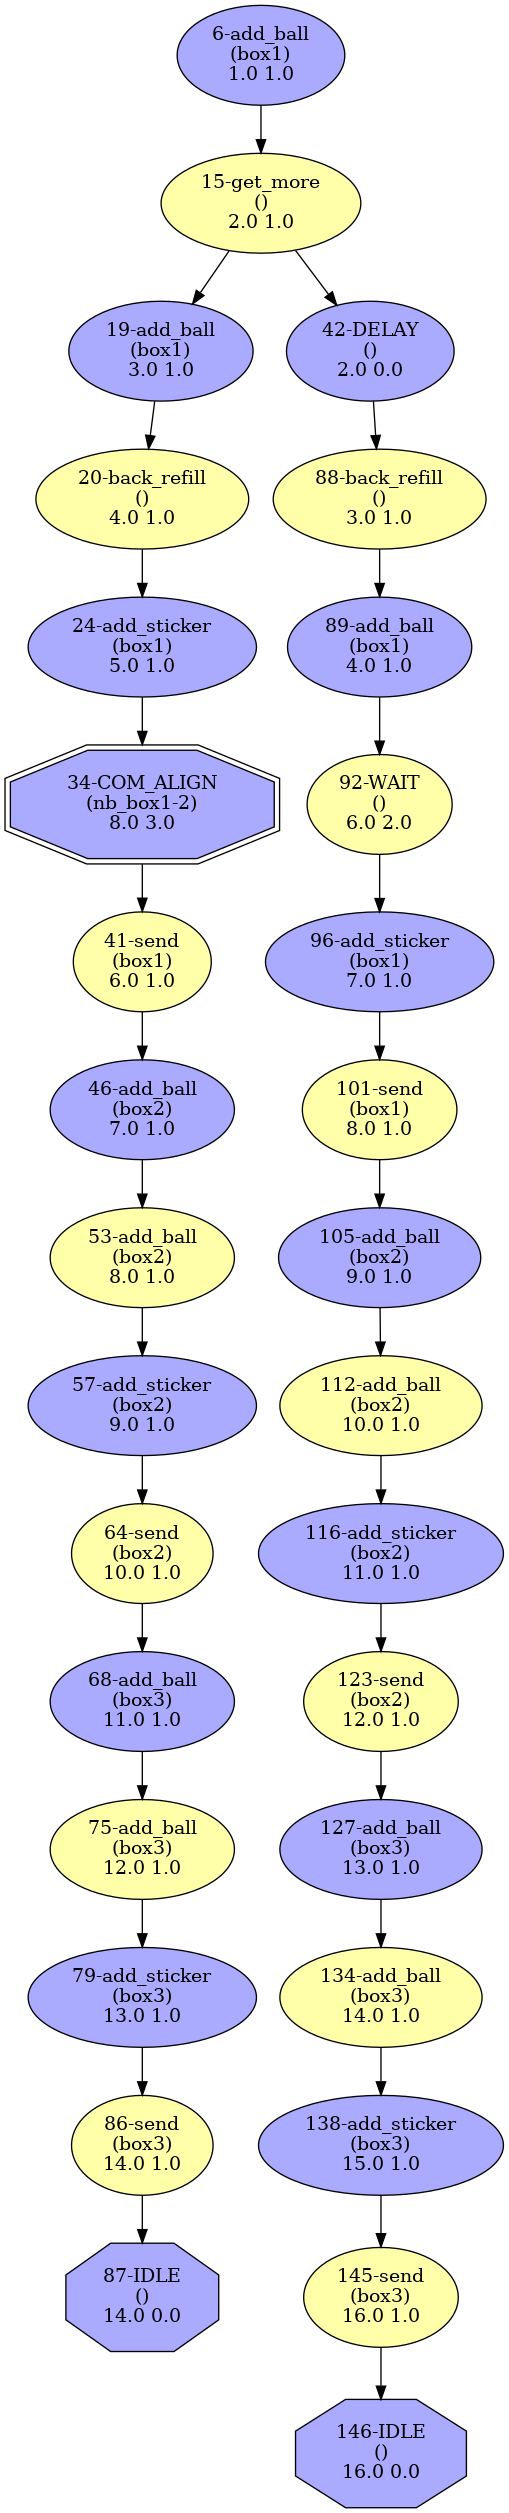 6-add_ball
(box1)
1.0 1.0
15-get_more
()
2.0 1.0
19-add_ball
(box1)
3.0 1.0
42-DELAY
()
2.0 0.0
20-back_refill
()
4.0 1.0
88-back_refill
()
3.0 1.0
24-add_sticker
(box1)
5.0 1.0
89-add_ball
(box1)
4.0 1.0
34-COM_ALIGN
(nb_box1-2)
8.0 3.0
92-WAIT
()
6.0 2.0
41-send
(box1)
6.0 1.0
96-add_sticker
(box1)
7.0 1.0
46-add_ball
(box2)
7.0 1.0
101-send
(box1)
8.0 1.0
53-add_ball
(box2)
8.0 1.0
105-add_ball
(box2)
9.0 1.0
57-add_sticker
(box2)
9.0 1.0
112-add_ball
(box2)
10.0 1.0
64-send
(box2)
10.0 1.0
116-add_sticker
(box2)
11.0 1.0
68-add_ball
(box3)
11.0 1.0
123-send
(box2)
12.0 1.0
75-add_ball
(box3)
12.0 1.0
127-add_ball
(box3)
13.0 1.0
79-add_sticker
(box3)
13.0 1.0
134-add_ball
(box3)
14.0 1.0
86-send
(box3)
14.0 1.0
138-add_sticker
(box3)
15.0 1.0
87-IDLE
()
14.0 0.0
145-send
(box3)
16.0 1.0
146-IDLE
()
16.0 0.0